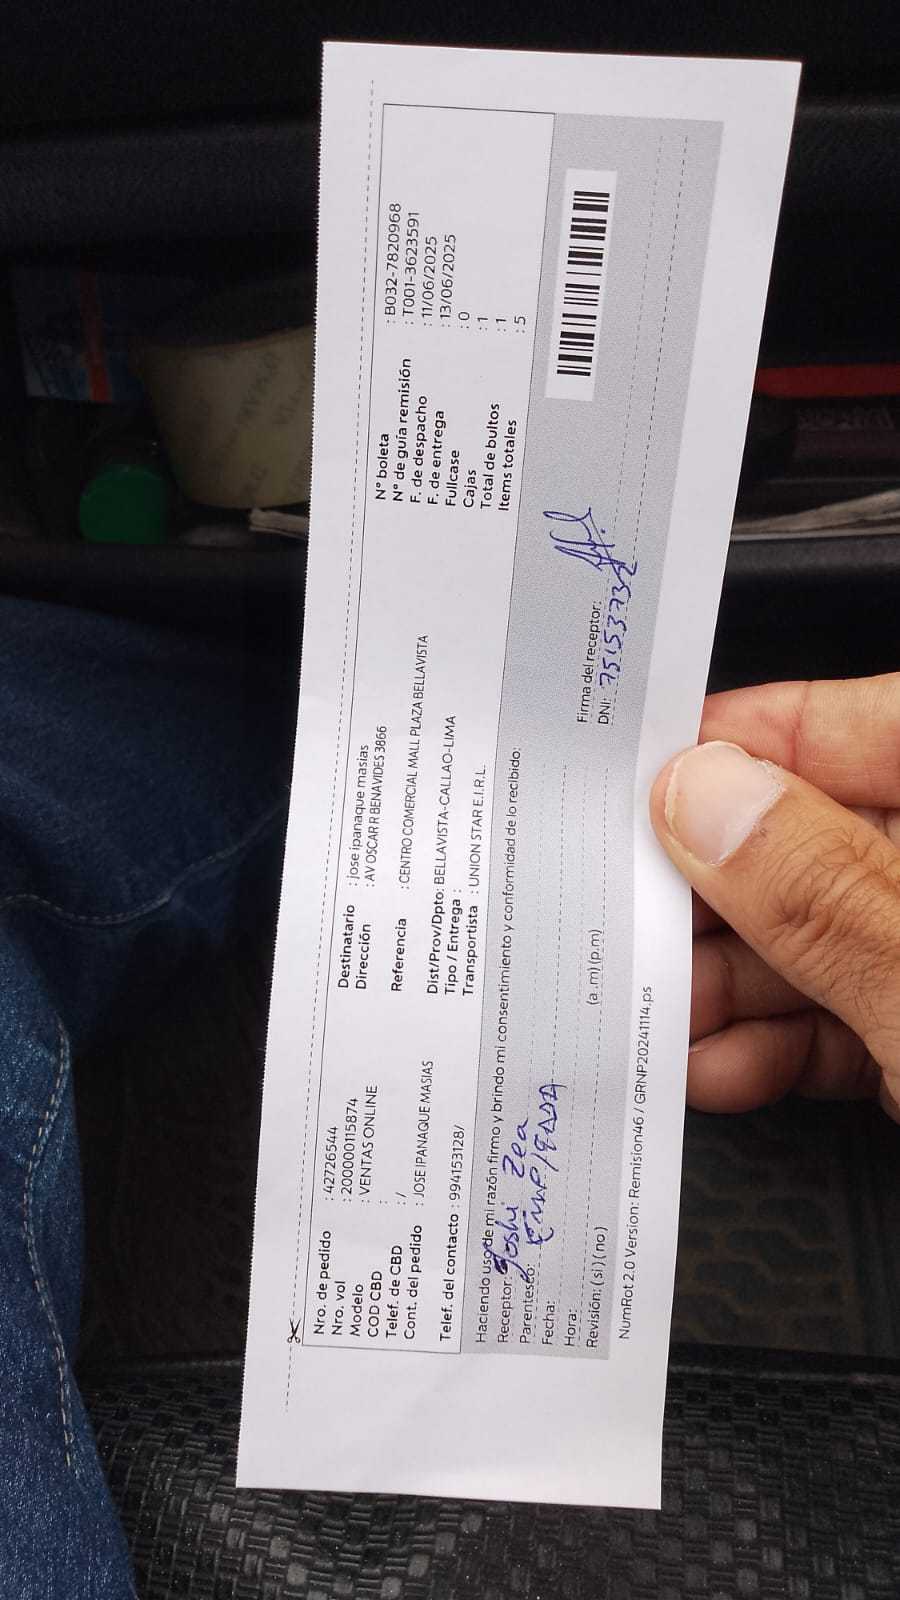 Nro. de pedido : 42726544
Nro. vol : 200000115874
Modelo : VENTAS ONLINE
COD CBD :
Telef. de CBD : /
Cont. del pedido : JOSE IPANAQUE MASIAS
Telef. del contacto : 994153128/
Destinatario : jose ipanaque masias
Dirección : AV OSCAR R BENAVIDES 3866
Referencia : CENTRO COMERCIAL MALL PLAZA BELLAVISTA
Dist/Prov/Dpto: BELLAVISTA-CALLAO-LIMA
Tipo / Entrega :
Transportista : UNION STAR E.I.R.L.
N° boleta : B032-7820968
N° de guía remisión : T001-3623591
F. de despacho : 11/06/2025
F. de entrega : 13/06/2025
Fullcase : 0
Cajas : 1
Total de bultos : 1
Items totales : 5
Haciendo uso de mi razón firmo y brindo mi consentimiento y conformidad de lo recibido:
Receptor: Yoshi Zea
Parentesco:
Fecha:
Hora: (a .m) (p.m)
Revisión: ( si ) ( no )
Firma del receptor:
DNI: 75153732
NumRot 2.0 Version: Remision46 / GRNP20241114.ps